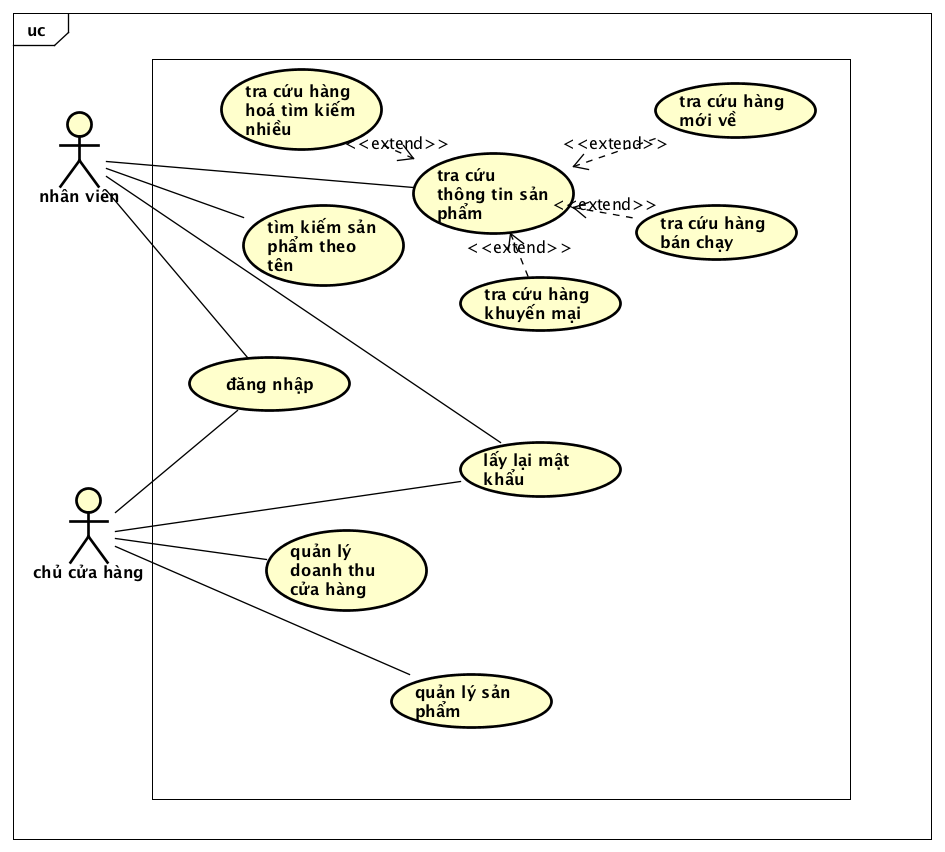 uc
tra cứu hàng
hoá tìm kiếm
nhiều
tra cứu hàng
mới về
<<extend>>
<<extend>>
nhân viên
tra cứu
thông tin sản
phẩm
<<extend>>
tra cứu hàng
bán chạy
tìm kiếm sản
phẩm theo
tên
<<extend>>
tra cứu hàng
khuyến mại
đăng nhập
lấy lại mật
khẩu
chủ cửa hàng
quản lý
doanh thu
cửa hàng
quản lý sản
phẩm